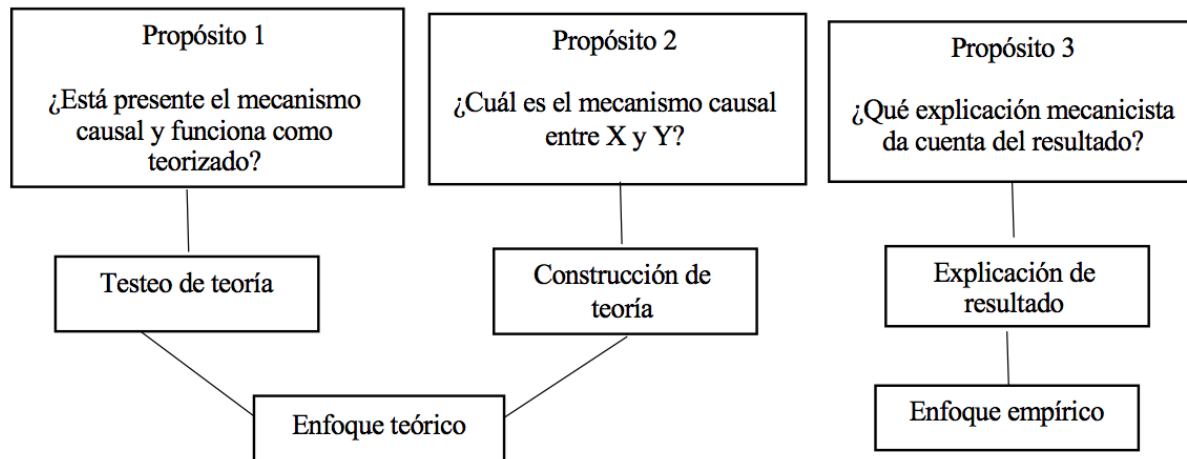 Propósito 1
¿Está presente el mecanismo
causal y funciona como
teorizado?
Propósito 2
¿Cuál es el mecanismo causal
entre X y Y?
Propósito 3
¿Qué explicación mecanicista
da cuenta del resultado?
Testeo de teoría
Construcción de
teoría
Explicación de
resultado
Enfoque teórico
Enfoque empírico